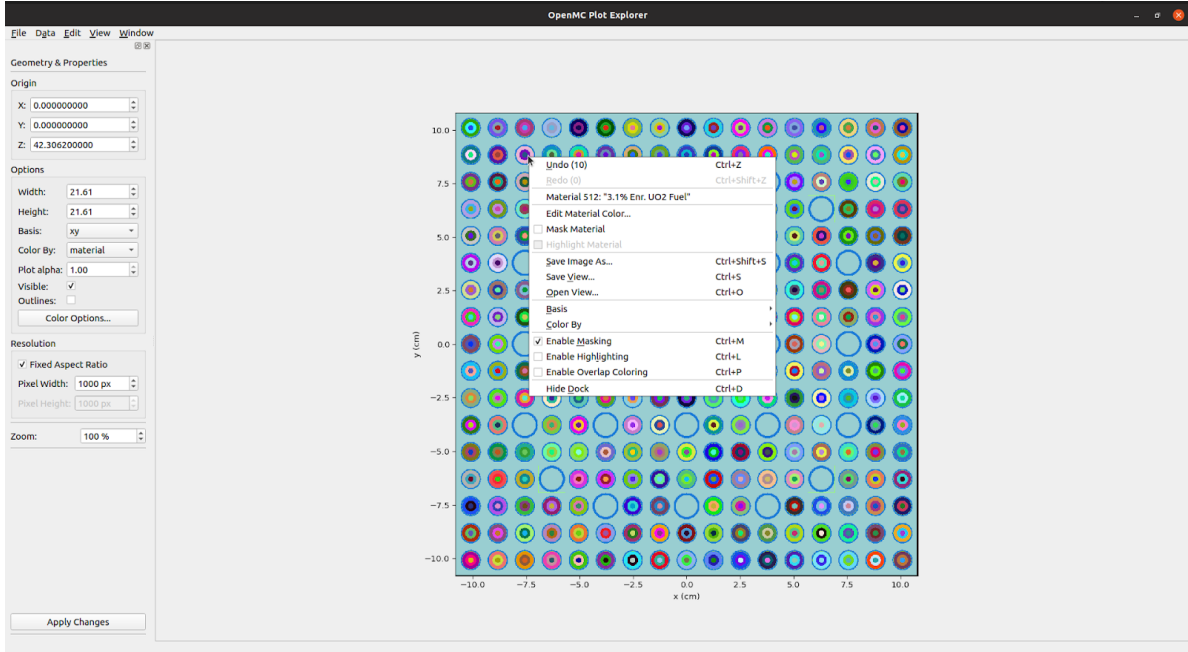 OpenMC Plot Explorer
File Data Edit View Window
Geometry & Properties
Origin
X: 0.000000000
Y: 0.000000000
Z: 42.306200000
Options
Width: 21.61
Height: 21.61
Basis: xy
Color By: material
Plot alpha: 1.00
Visible:
Outlines:
Color Options...
Resolution
Fixed Aspect Ratio
Pixel Width: 1000 px
Pixel Height: 1000 px
Zoom: 100 %
Apply Changes
y (cm)
10.0
7.5
5.0
2.5
0.0
−2.5
−5.0
−7.5
−10.0
−10.0 −7.5 −5.0 −2.5 0.0 2.5 5.0 7.5 10.0
x (cm)
Undo (10) Ctrl+Z
Redo (0) Ctrl+Shift+Z
Material 512: "3.1% Enr. UO2 Fuel"
Edit Material Color...
Mask Material
Highlight Material
Save Image As... Ctrl+Shift+S
Save View... Ctrl+S
Open View... Ctrl+O
Basis
Color By
Enable Masking Ctrl+M
Enable Highlighting Ctrl+L
Enable Overlap Coloring Ctrl+P
Hide Dock Ctrl+D